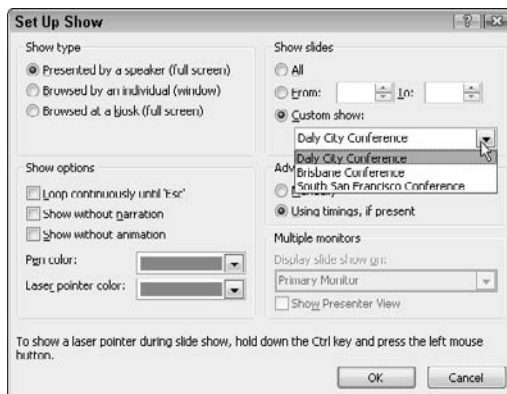 Set Up Show
Show type
Presented by a speaker (full screen)
Browsed by an individual (window)
Browsed at a kiosk (full screen)
Show slides
All
From: To:
Custom show:
Daly City Conference
Daly City Conference
Brisbane Conference
South San Francisco Conference
Show options
Loop continuously until 'Esc'
Show without narration
Show without animation
Pen color:
Laser pointer color:
Adv
Using timings, if present
Multiple monitors
Display slide show on:
Primary Monitor
Show Presenter View
To show a laser pointer during slide show, hold down the Ctrl key and press the left mouse
button.
OK Cancel